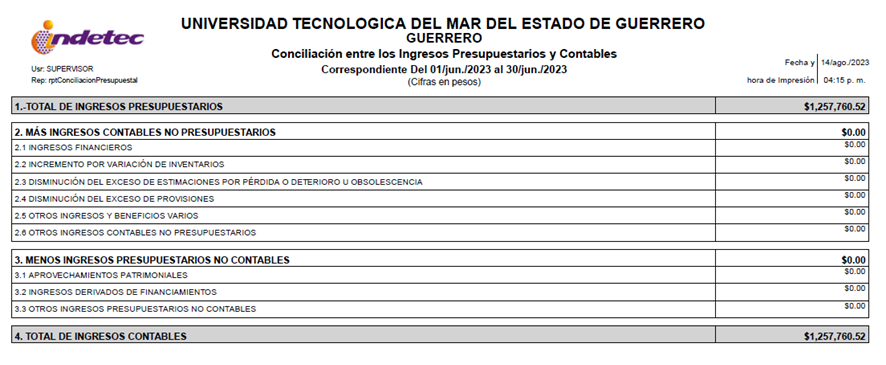 indetec
UNIVERSIDAD TECNOLOGICA DEL MAR DEL ESTADO DE GUERRERO
GUERRERO
Conciliación entre los Ingresos Presupuestarios y Contables
Correspondiente Del 01/jun./2023 al 30/jun./2023
(Cifras en pesos)
Usr: SUPERVISOR
Rep: rptConciliacionPresupuestal
Fecha y 14/ago./2023
hora de Impresión 04:15 p. m.
1.-TOTAL DE INGRESOS PRESUPUESTARIOS $1,257,760.52
2. MÁS INGRESOS CONTABLES NO PRESUPUESTARIOS $0.00
2.1 INGRESOS FINANCIEROS $0.00
2.2 INCREMENTO POR VARIACIÓN DE INVENTARIOS $0.00
2.3 DISMINUCIÓN DEL EXCESO DE ESTIMACIONES POR PÉRDIDA O DETERIORO U OBSOLESCENCIA $0.00
2.4 DISMINUCIÓN DEL EXCESO DE PROVISIONES $0.00
2.5 OTROS INGRESOS Y BENEFICIOS VARIOS $0.00
2.6 OTROS INGRESOS CONTABLES NO PRESUPUESTARIOS $0.00
3. MENOS INGRESOS PRESUPUESTARIOS NO CONTABLES $0.00
3.1 APROVECHAMIENTOS PATRIMONIALES $0.00
3.2 INGRESOS DERIVADOS DE FINANCIAMIENTOS $0.00
3.3 OTROS INGRESOS PRESUPUESTARIOS NO CONTABLES $0.00
4. TOTAL DE INGRESOS CONTABLES $1,257,760.52